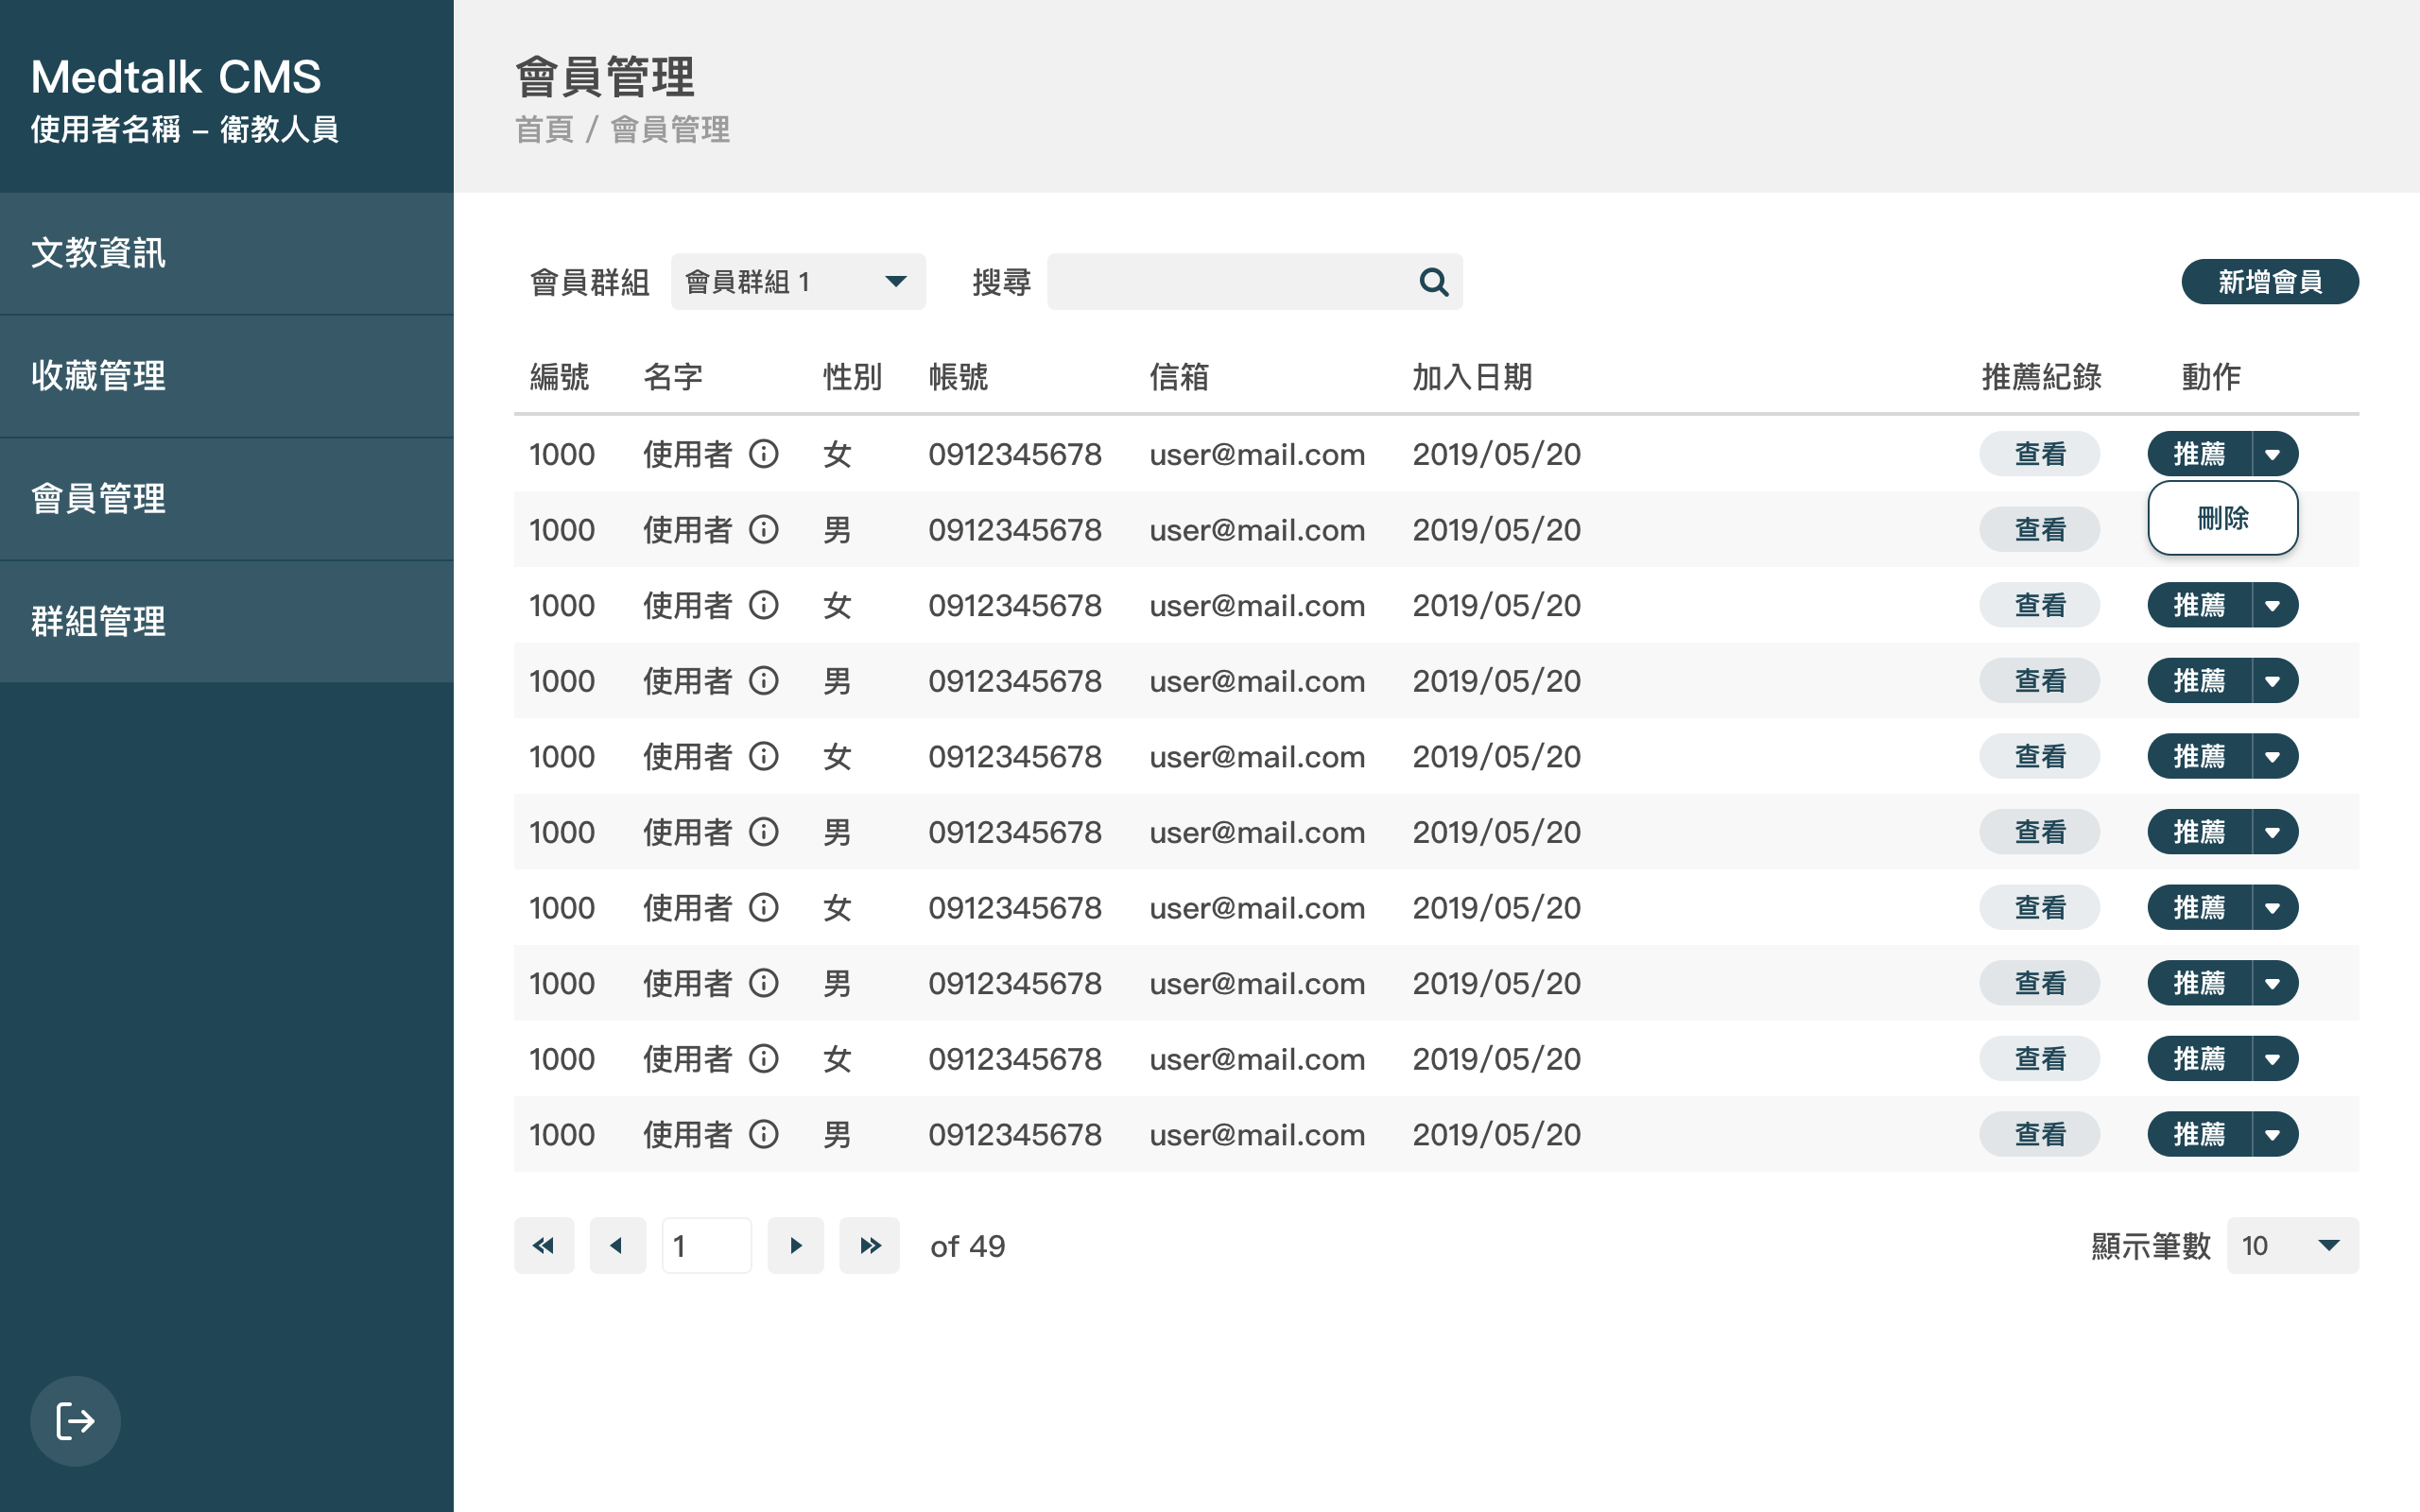 Medtalk CMS
使用者名稱 – 衛教人員
文教資訊
收藏管理
會員管理
群組管理
會員管理
首頁 / 會員管理
會員群組 會員群組 1 搜尋 新增會員
編號 名字 性別 帳號 信箱 加入日期 推薦紀錄 動作
1000 使用者 女 0912345678 user@mail.com 2019/05/20 查看 推薦
1000 使用者 男 0912345678 user@mail.com 2019/05/20 查看 刪除
1000 使用者 女 0912345678 user@mail.com 2019/05/20 查看 推薦
1000 使用者 男 0912345678 user@mail.com 2019/05/20 查看 推薦
1000 使用者 女 0912345678 user@mail.com 2019/05/20 查看 推薦
1000 使用者 男 0912345678 user@mail.com 2019/05/20 查看 推薦
1000 使用者 女 0912345678 user@mail.com 2019/05/20 查看 推薦
1000 使用者 男 0912345678 user@mail.com 2019/05/20 查看 推薦
1000 使用者 女 0912345678 user@mail.com 2019/05/20 查看 推薦
1000 使用者 男 0912345678 user@mail.com 2019/05/20 查看 推薦
1 of 49 顯示筆數 10